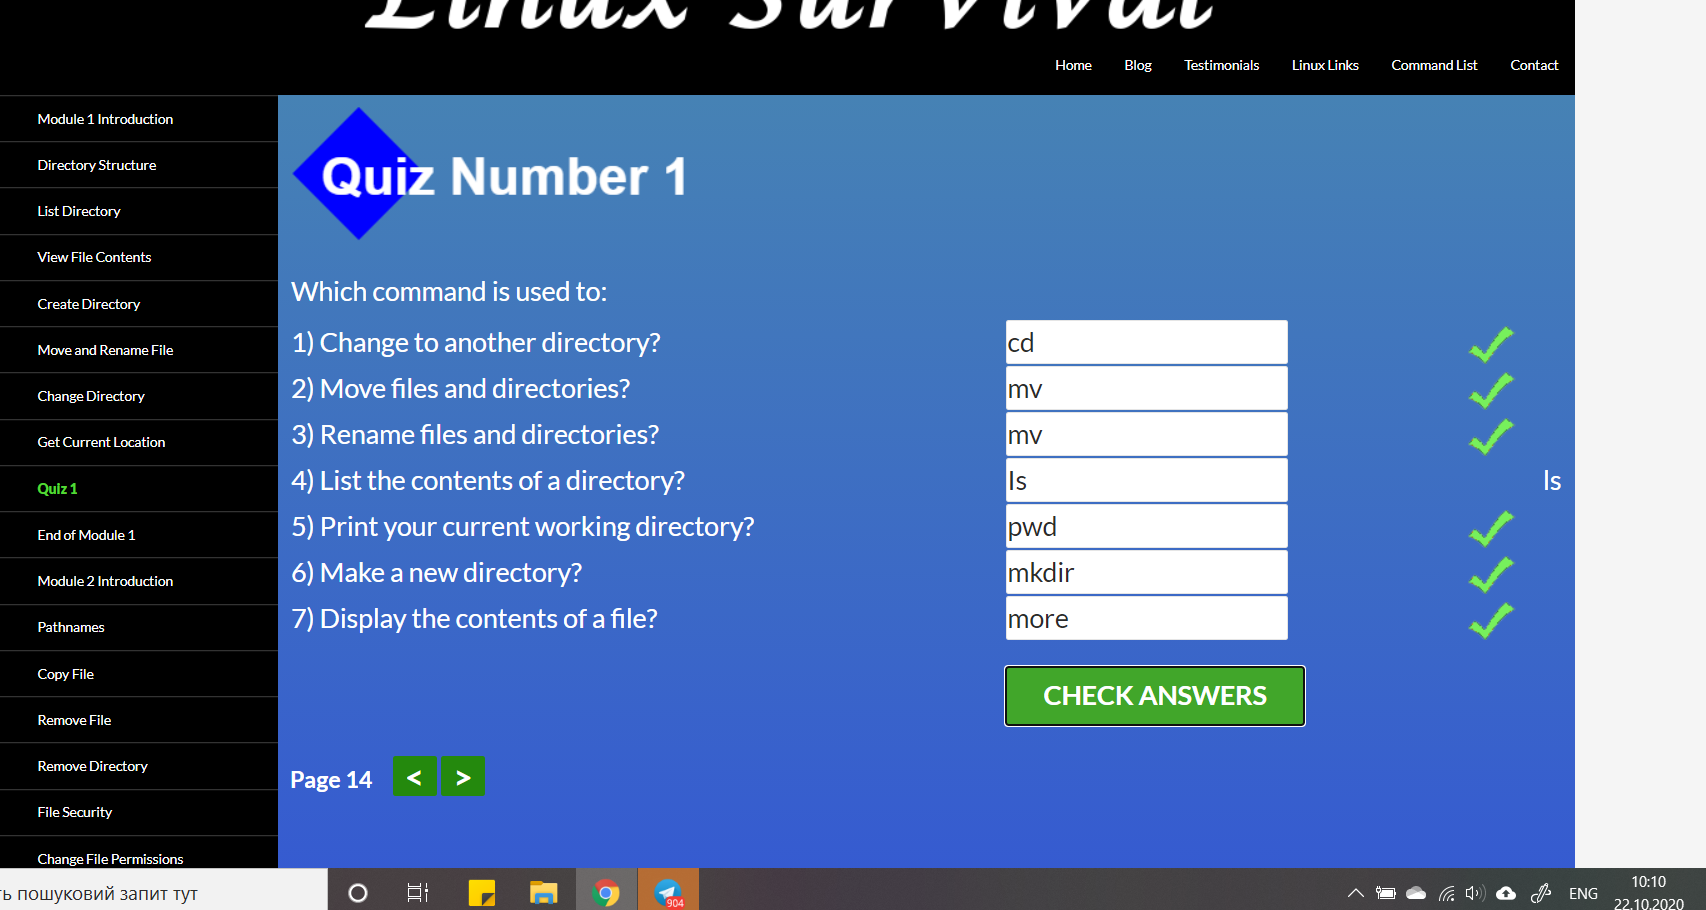 Linux Survival
Home Blog Testimonials Linux Links Command List Contact
Module 1 Introduction
Directory Structure
List Directory
View File Contents
Create Directory
Move and Rename File
Change Directory
Get Current Location
Quiz 1
End of Module 1
Module 2 Introduction
Pathnames
Copy File
Remove File
Remove Directory
File Security
Change File Permissions
Quiz Number 1
Which command is used to:
1) Change to another directory? cd
2) Move files and directories? mv
3) Rename files and directories? mv
4) List the contents of a directory? Is ls
5) Print your current working directory? pwd
6) Make a new directory? mkdir
7) Display the contents of a file? more
CHECK ANSWERS
Page 14 < >
ть пошуковий запит тут
904
ENG
10:10
22.10.2020